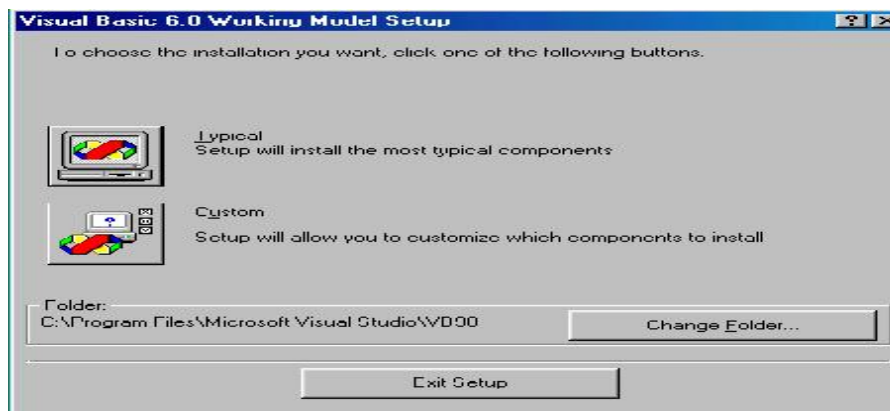 Visual Basic 6.0 Working Model Setup
To choose the installation you want, click one of the following buttons.
Typical
Setup will install the most typical components
Custom
Setup will allow you to customize which components to install
Folder:
C:\Program Files\Microsoft Visual Studio\VB98
Change Folder...
Exit Setup